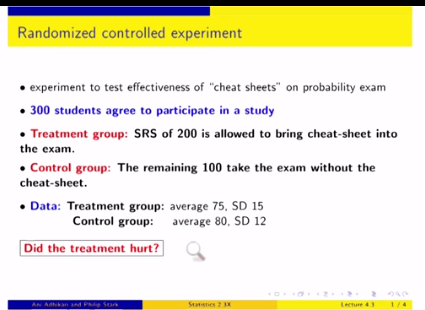 Randomized controlled experiment
• experiment to test effectiveness of "cheat sheets" on probability exam
• 300 students agree to participate in a study
• Treatment group: SRS of 200 is allowed to bring cheat-sheet into
the exam.
• Control group: The remaining 100 take the exam without the
cheat-sheet.
• Data: Treatment group: average 75, SD 15
Control group: average 80, SD 12
Did the treatment hurt?
Ani Adhikari and Philip Stark Statistics 2.3X Lecture 4.3 1 / 4